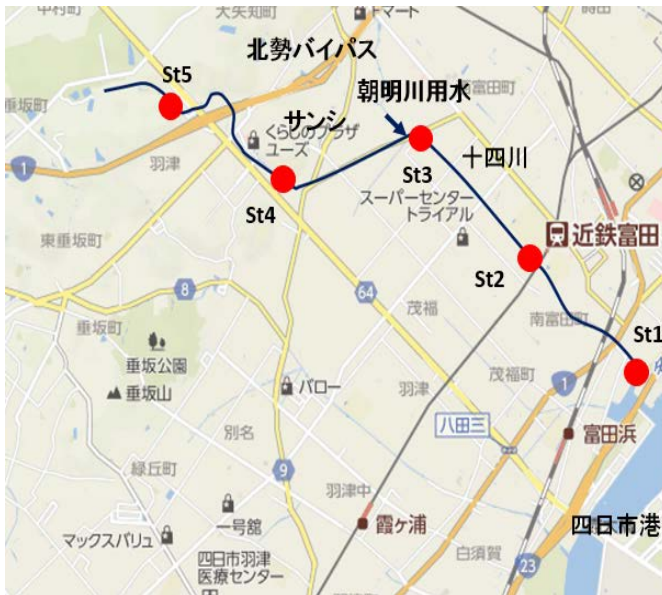 中村町
大矢知町
トマート
時田
北勢バイパス
St5
垂坂町
朝明川用水
富田町
サンシ
くらしのプラザ
ユーズ
羽津
十四川
St3
スーパーセンター
トライアル
近鉄富田
1
St4
東垂坂町
St2
8
64
茂福
南富田町
垂坂町
St1
垂坂公園
垂坂山
バロー
羽津
茂福町
1
別名
八田三
富田浜
緑丘町
9
羽津中
一号舘
霞ヶ浦
四日市港
マックスバリュ
四日市羽津
医療センター
白須賀
23